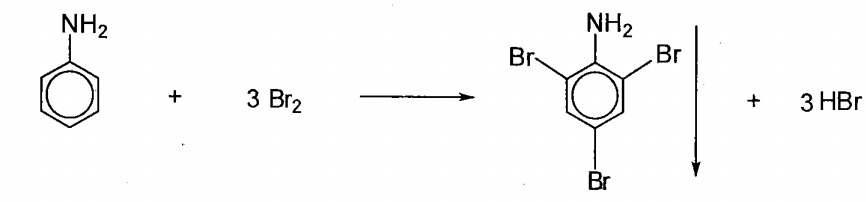 NH₂ NH₂
Br Br
+ 3 Br₂ + 3 HBr
Br